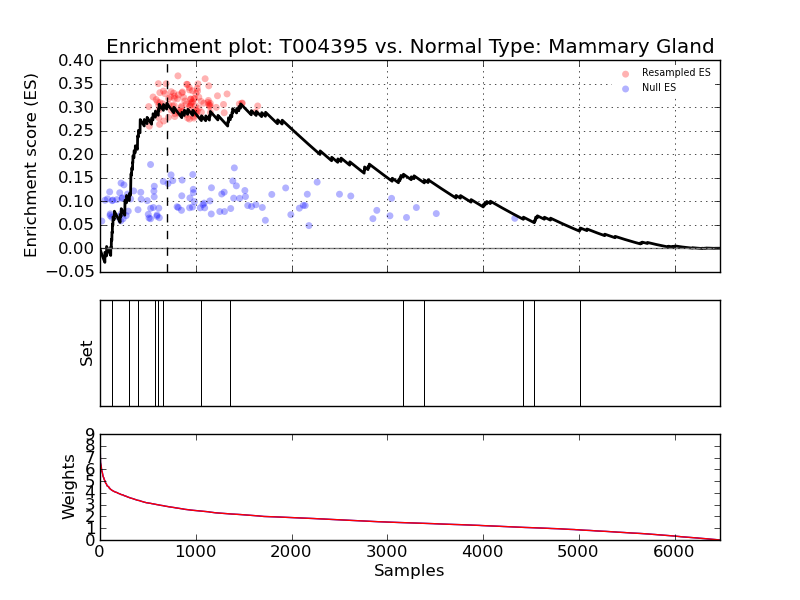 Enrichment plot: T004395 vs. Normal Type: Mammary Gland
Enrichment score (ES)
0.40
0.35
0.30
0.25
0.20
0.15
0.10
0.05
0.00
−0.05
Resampled ES
Null ES
Set
Weights
9
8
7
6
5
4
3
2
1
0
0 1000 2000 3000 4000 5000 6000
Samples